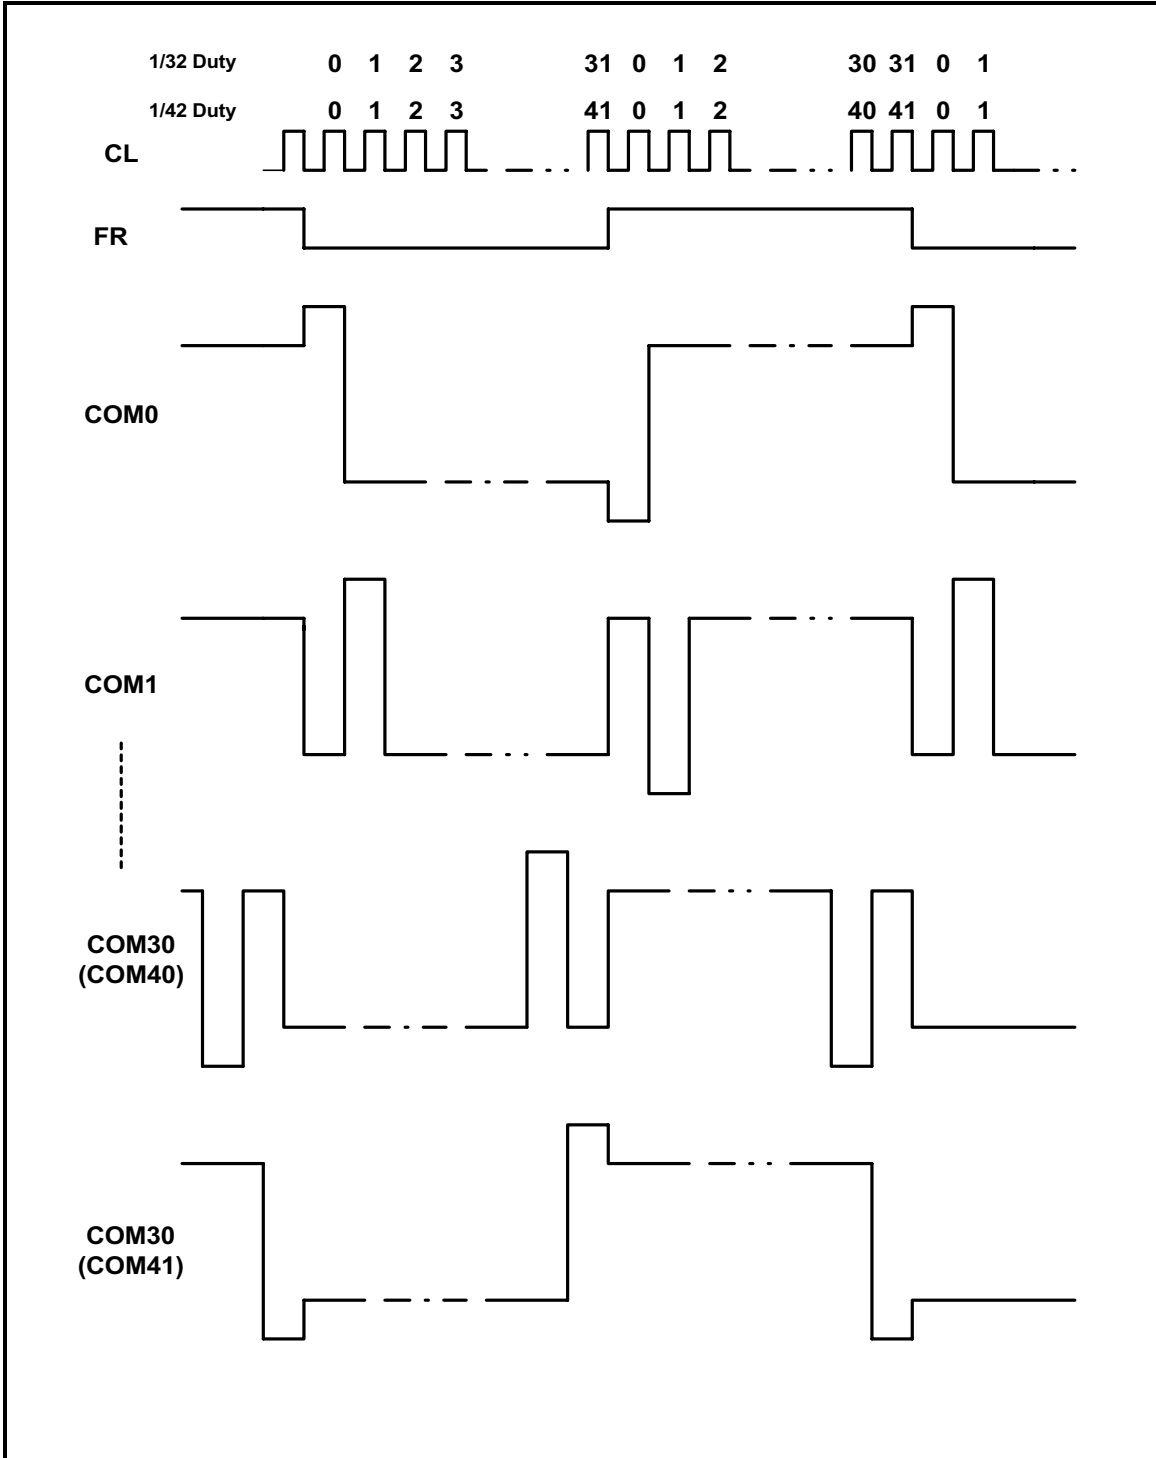 1/32 Duty 0 1 2 3 31 0 1 2 30 31 0 1
1/42 Duty 0 1 2 3 41 0 1 2 40 41 0 1
CL
FR
COM0
COM1
COM30
(COM40)
COM30
(COM41)